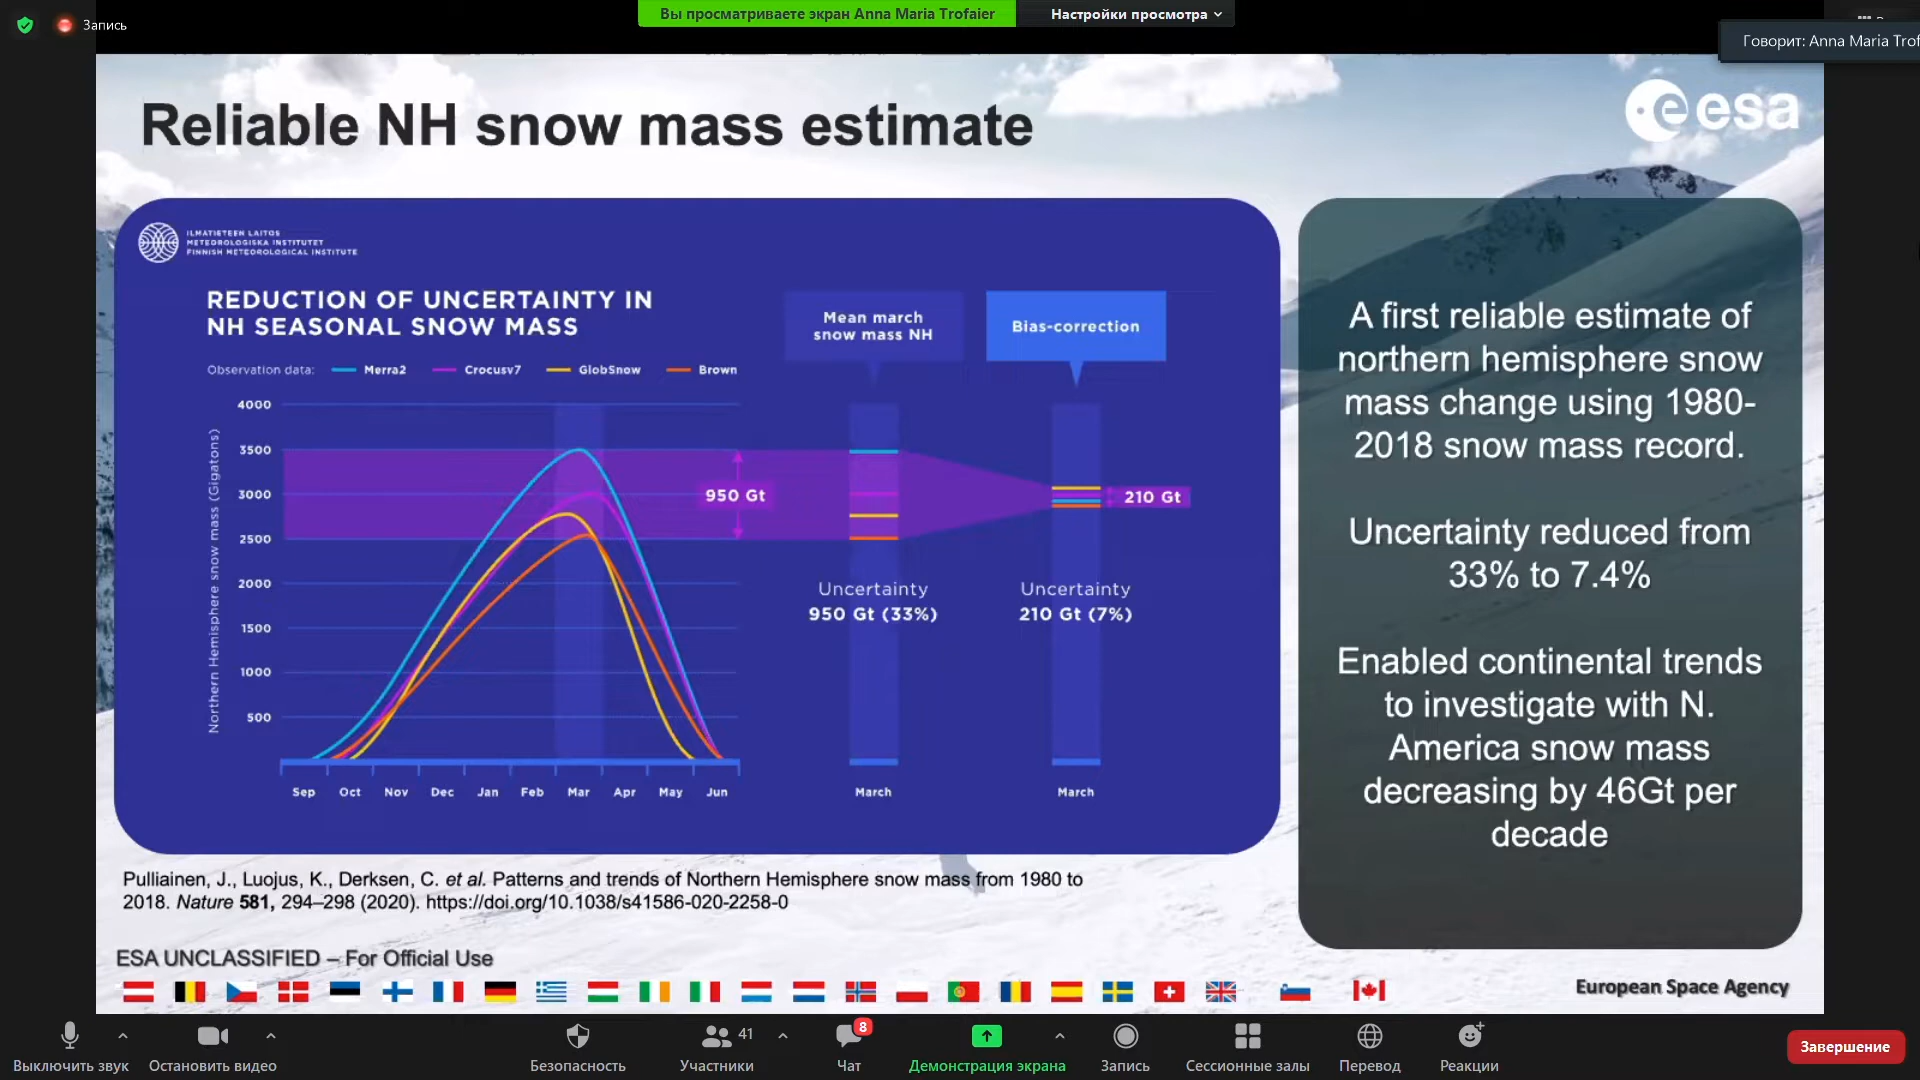 Запись
Вы просматриваете экран Anna Maria Trofaier
Настройки просмотра
Говорит: Anna Maria Trof
Reliable NH snow mass estimate
esa
ILMATIETEEN LAITOS
METEOROLOGISKA INSTITUTET
FINNISH METEOROLOGICAL INSTITUTE
REDUCTION OF UNCERTAINTY IN
NH SEASONAL SNOW MASS
Observation data: Merra2 Crocusv7 GlobSnow Brown
Northern Hemisphere snow mass (Gigatons)
4000
3500
3000
2500
2000
1500
1000
500
Sep Oct Nov Dec Jan Feb Mar Apr May Jun
950 Gt
Mean march
snow mass NH
Uncertainty
950 Gt (33%)
March
Bias-correction
210 Gt
Uncertainty
210 Gt (7%)
March
A first reliable estimate of
northern hemisphere snow
mass change using 1980-
2018 snow mass record.
Uncertainty reduced from
33% to 7.4%
Enabled continental trends
to investigate with N.
America snow mass
decreasing by 46Gt per
decade
Pulliainen, J., Luojus, K., Derksen, C. et al. Patterns and trends of Northern Hemisphere snow mass from 1980 to
2018. Nature 581, 294–298 (2020). https://doi.org/10.1038/s41586-020-2258-0
ESA UNCLASSIFIED – For Official Use
European Space Agency
Выключить звук
Остановить видео
Безопасность
41
Участники
8
Чат
Демонстрация экрана
Запись
Сессионные залы
Перевод
Реакции
Завершение